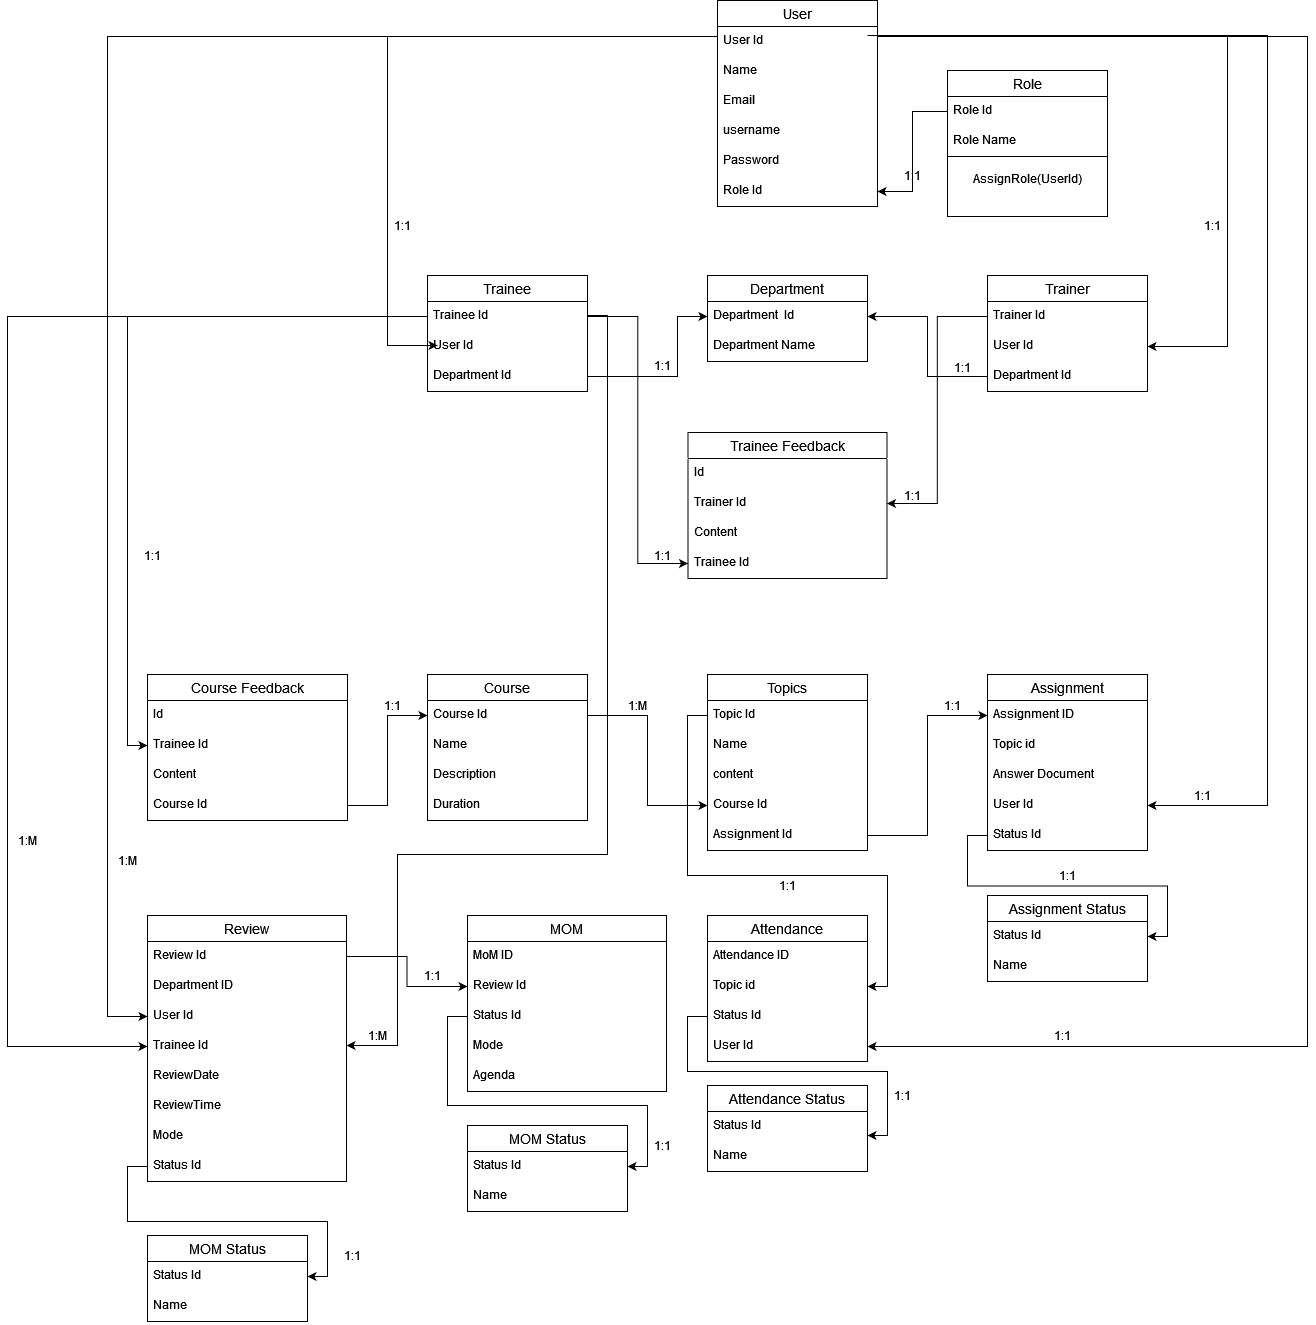 User
User Id
Name
Email
username
Password
Role Id
Role
Role Id
Role Name
AssignRole(UserId)
1:1
1:1
1:1
Trainee
Trainee Id
User Id
Department Id
Department
Department  Id
Department Name
Trainer
Trainer Id
User Id
Department Id
1:1
1:1
Trainee Feedback
Id
Trainer Id
Content
Trainee Id
1:1
1:1
1:1
Course Feedback
Id
Trainee Id
Content
Course Id
1:1
Course
Course Id
Name
Description
Duration
1:M
Topics
Topic Id
Name
content
Course Id
Assignment Id
1:1
Assignment
Assignment ID
Topic id
Answer Document
User Id
Status Id
1:1
1:M
1:M
1:1
1:1
Assignment Status
Status Id
Name
Review
Review Id
Department ID
User Id
Trainee Id
ReviewDate
ReviewTime
Mode
Status Id
1:1
1:M
MOM
MoM ID
Review Id
Status Id
Mode
Agenda
Attendance
Attendance ID
Topic id
Status Id
User Id
1:1
1:1
Attendance Status
Status Id
Name
MOM Status
Status Id
Name
1:1
MOM Status
Status Id
Name
1:1